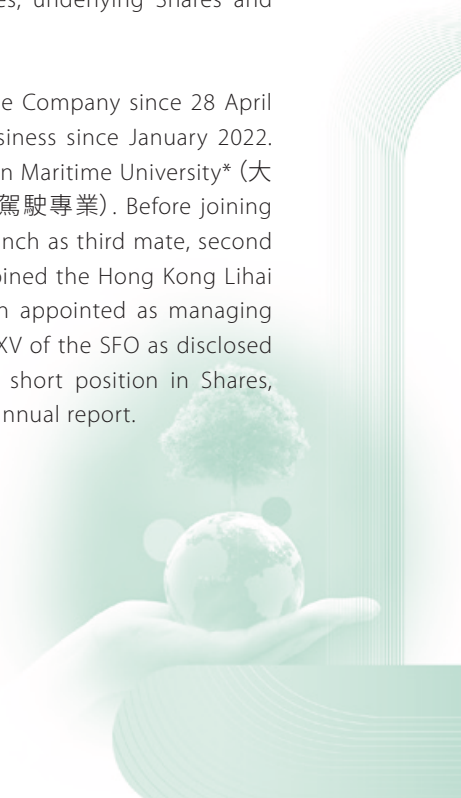 underlying Shares and
e Company since 28 April
siness since January 2022.
n Maritime University* (大
駕駛專業). Before joining
nch as third mate, second
ined the Hong Kong Lihai
n appointed as managing
XV of the SFO as disclosed
short position in Shares,
nnual report.